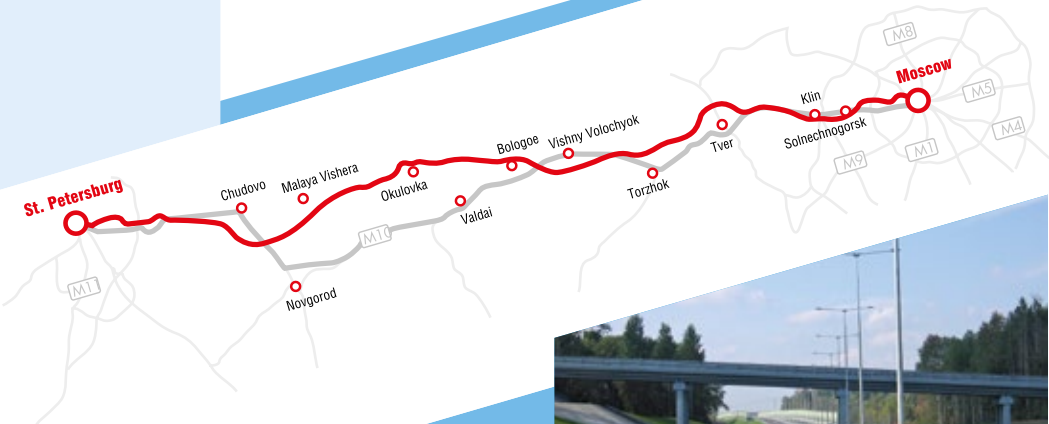 M8
Moscow
M5
Klin
Solnechnogorsk
M4
M1
M9
Vishny Volochyok
Bologoe
Tver
Torzhok
Malaya Vishera
Okulovka
Chudovo
St. Petersburg
Valdai
M10
M11
Novgorod